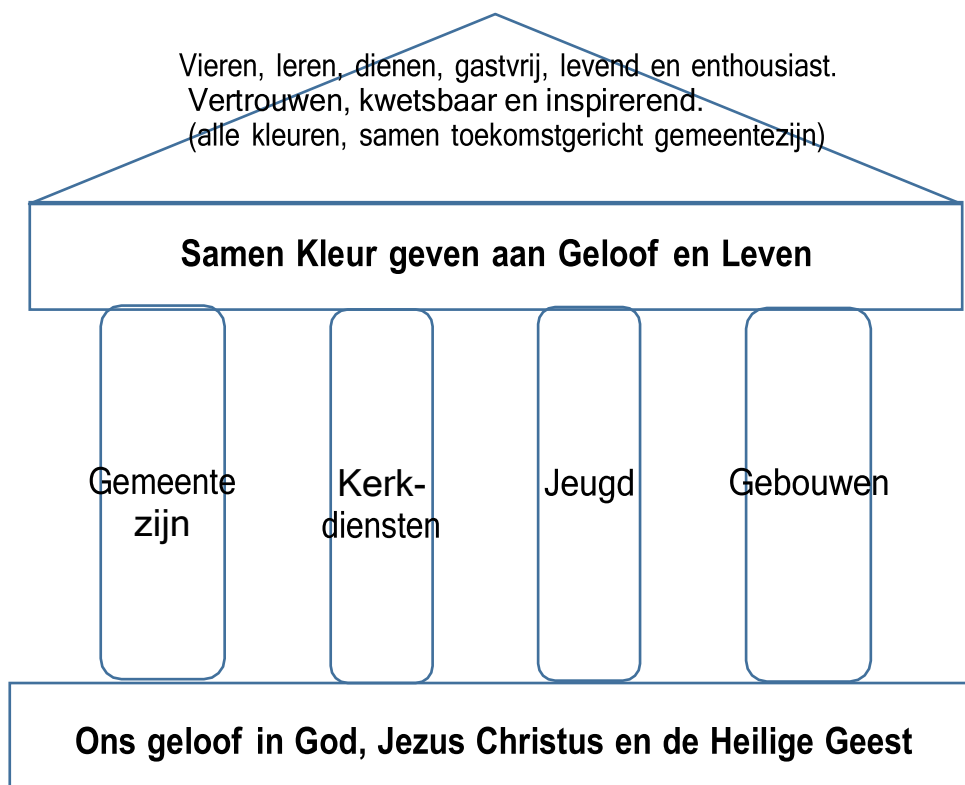 Vieren, leren, dienen, gastvrij, levend en enthousiast.
Vertrouwen, kwetsbaar en inspirerend.
(alle kleuren, samen toekomstgericht gemeentezijn)
Samen Kleur geven aan Geloof en Leven
Gemeente
zijn
Kerk-
diensten
Jeugd
Gebouwen
Ons geloof in God, Jezus Christus en de Heilige Geest